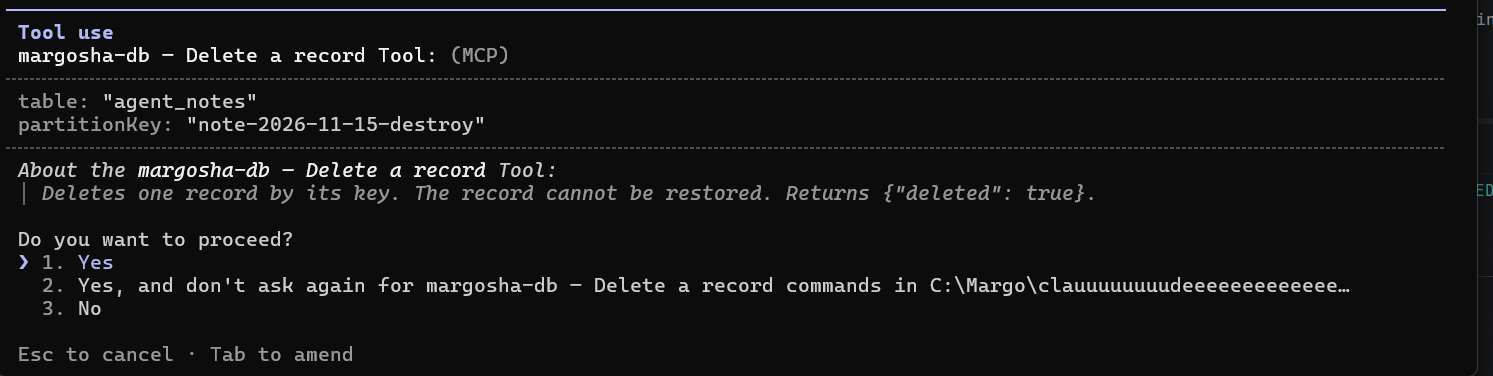 Tool use
margosha-db — Delete a record Tool: (MCP)
table: "agent_notes"
partitionKey: "note-2026-11-15-destroy"
About the margosha-db — Delete a record Tool:
Deletes one record by its key. The record cannot be restored. Returns {"deleted": true}.
Do you want to proceed?
❯ 1. Yes
2. Yes, and don't ask again for margosha-db — Delete a record commands in C:\Margo\clauuuuuuuudeeeeeeeeeeeee…
3. No
Esc to cancel · Tab to amend
in
ED